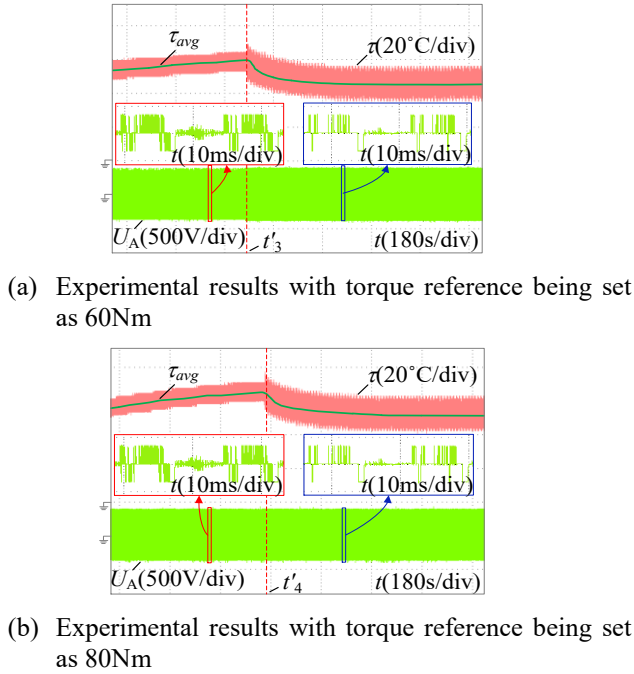 τavg
τ(20˚C/div)
t(10ms/div)
t(10ms/div)
UA(500V/div)
t′3
t(180s/div)
(a) Experimental results with torque reference being set
as 60Nm
τavg
τ(20˚C/div)
t(10ms/div)
t(10ms/div)
UA(500V/div)
t′4
t(180s/div)
(b) Experimental results with torque reference being set
as 80Nm